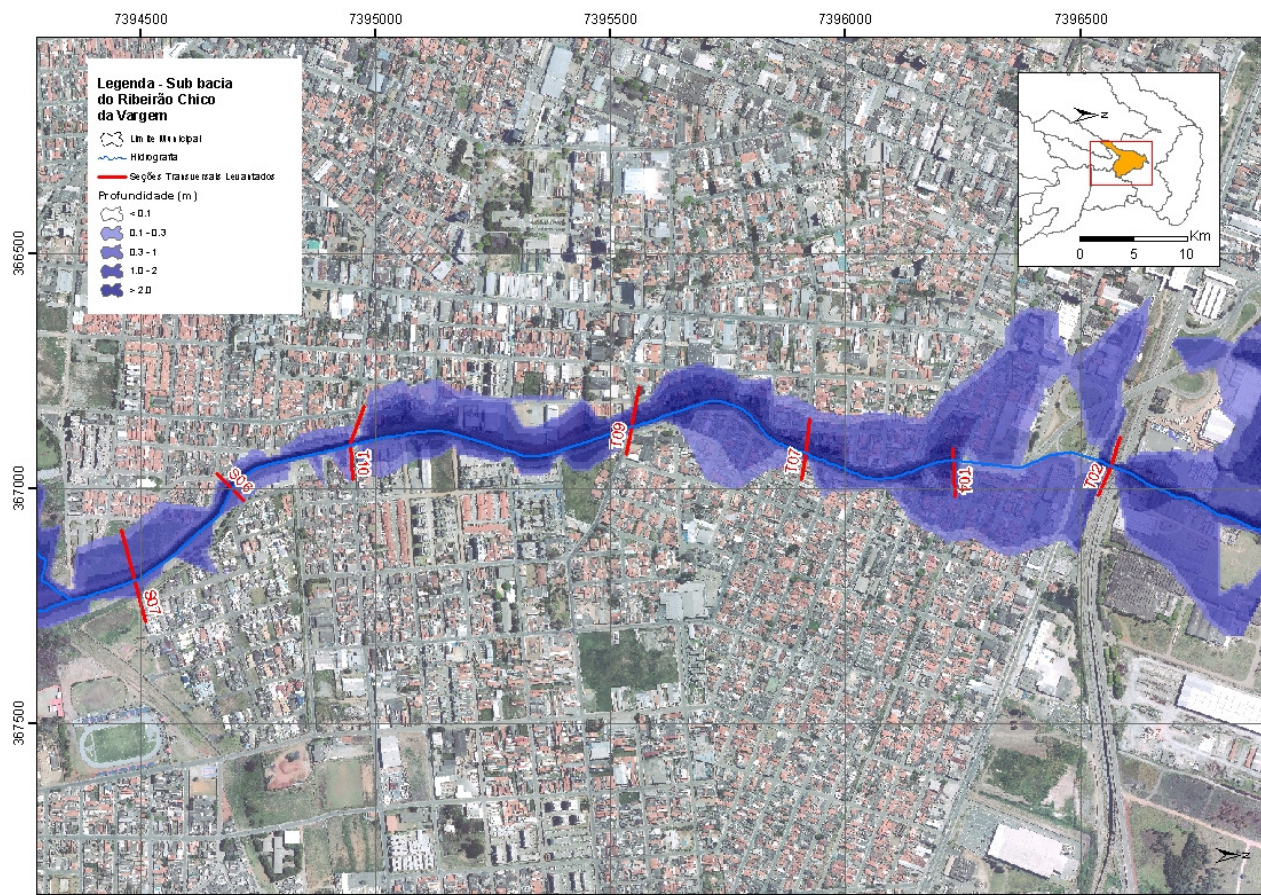 7394500 7395000 7395500 7396000 7396500
Legenda - Sub bacia
do Ribeirão Chico
da Vargem
Limite Municipal
Hidrografia
Seções Transversais Levantados
Profundidade (m)
< 0.1
0.1 - 0.3
0.3 - 1
1.0 - 2
> 2.0
Z
Km
0 5 10
366500
367000
367500
S07
S08
T10
T09
T07
T01
T02
Z